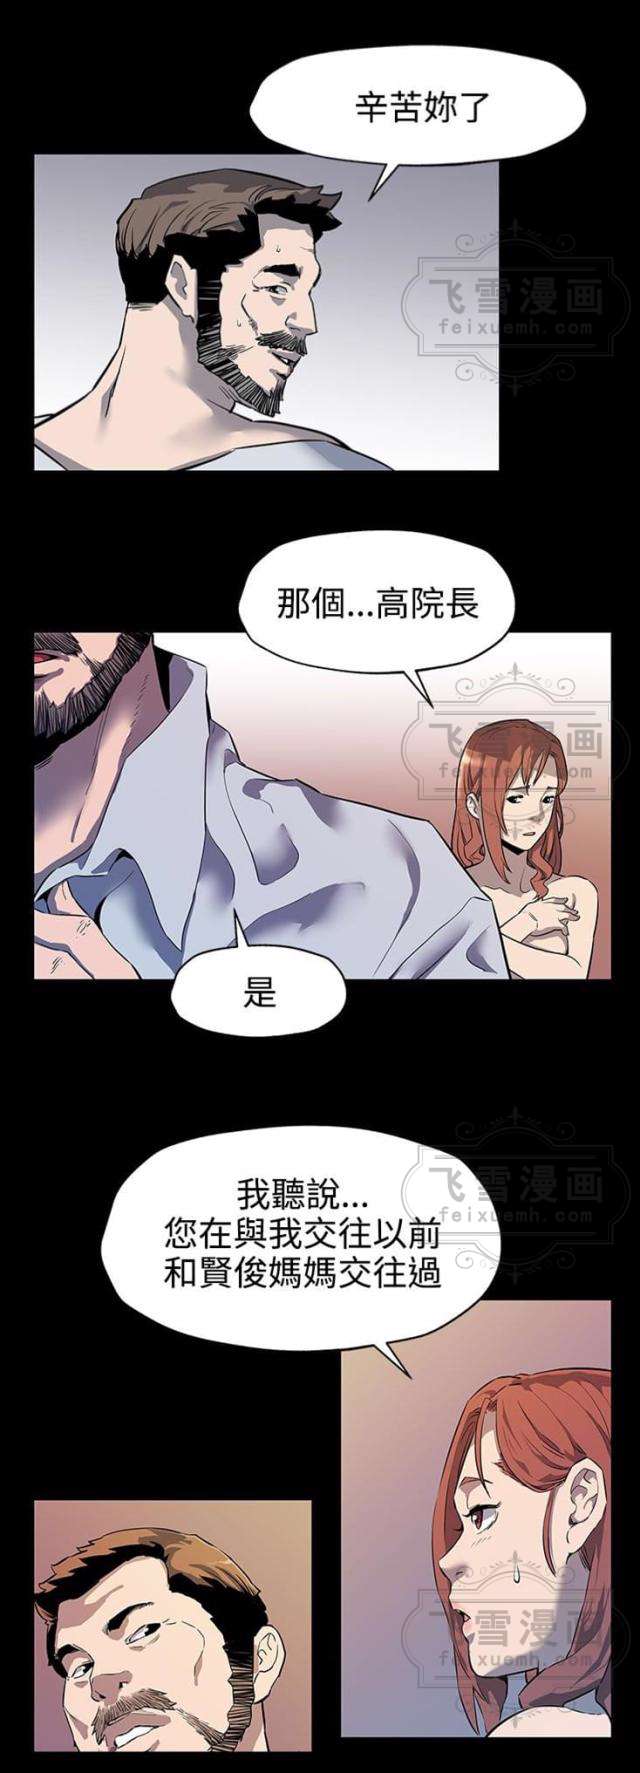 辛苦妳了
飞雪漫画
feixuemh.com
那個...高院長
飞雪漫画
feixuemh.com
是
飞雪漫画
feixuemh.com
我聽說...
您在與我交往以前
和賢俊媽媽交往過
飞雪漫画
feixuemh.com